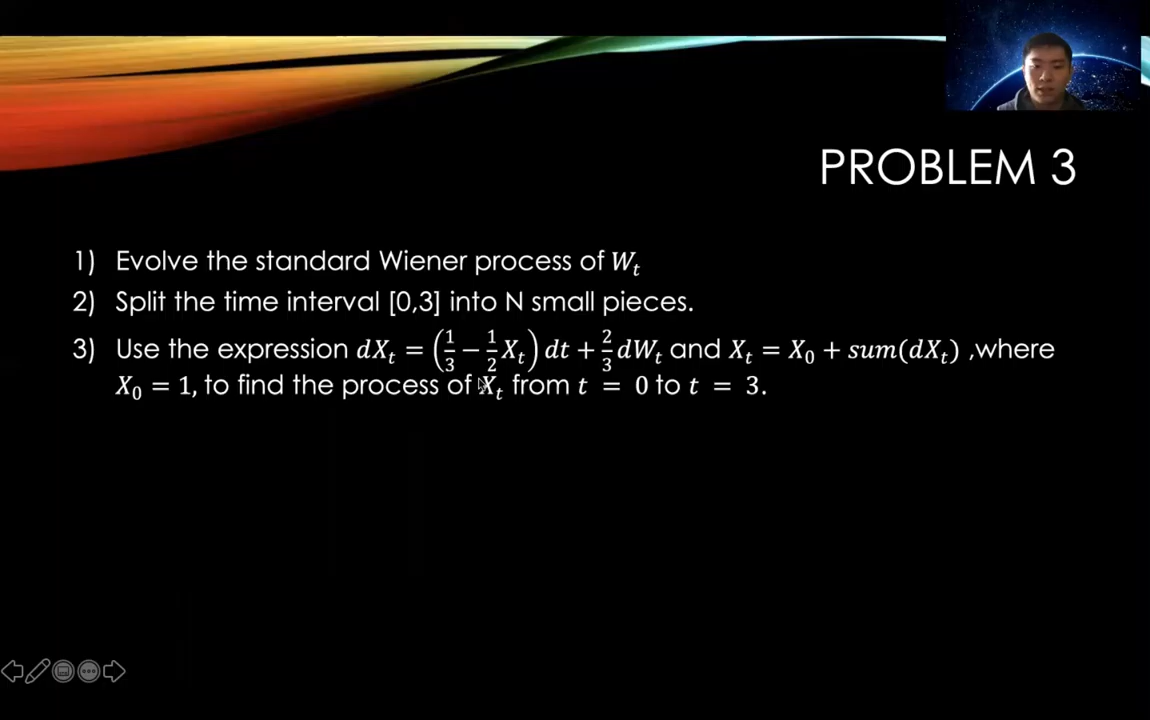 PROBLEM 3
1) Evolve the standard Wiener process of W_t
2) Split the time interval [0,3] into N small pieces.
3) Use the expression dX_t = (1/3 − 1/2 X_t) dt + 2/3 dW_t and X_t = X_0 + sum(dX_t) ,where
X_0 = 1, to find the process of X_t from t = 0 to t = 3.